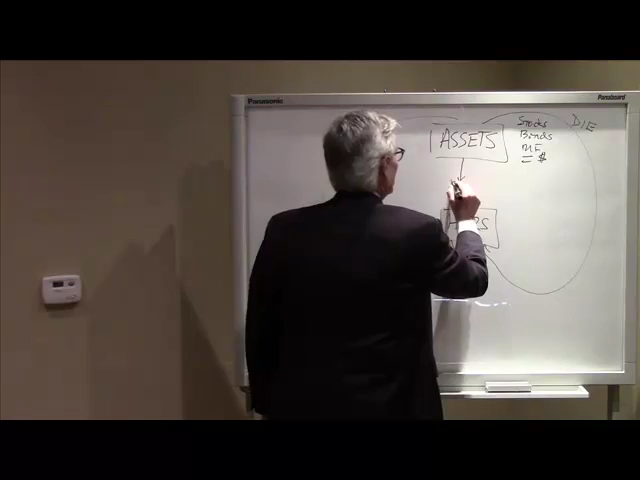 Panasonic
Panaboard
ASSETS
Stocks
Bonds
MF
= $
DIE